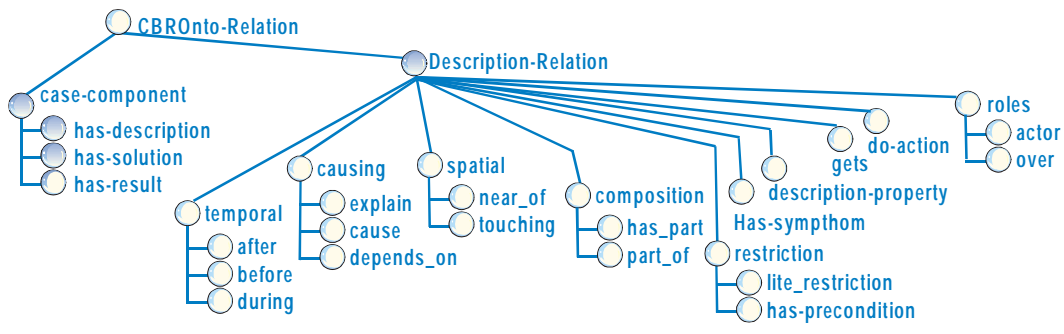 CBROnto-Relation
Description-Relation
case-component
has-description
has-solution
has-result
temporal
after
before
during
causing
explain
cause
depends_on
spatial
near_of
touching
composition
has_part
part_of
restriction
lite_restriction
has-precondition
Has-sympthom
description-property
gets
do-action
roles
actor
over